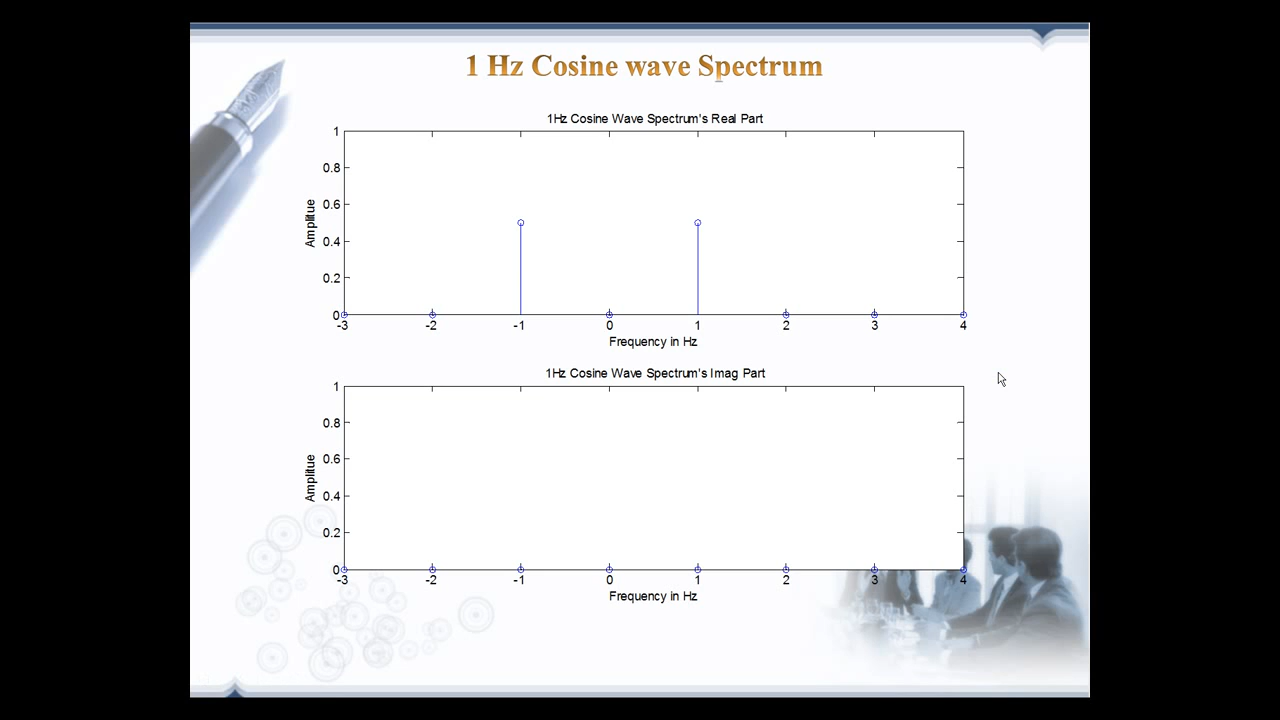 1 Hz Cosine wave Spectrum
1Hz Cosine Wave Spectrum's Real Part
1
0.8
0.6
0.4
0.2
0
Amplitue
-3 -2 -1 0 1 2 3 4
Frequency in Hz
1Hz Cosine Wave Spectrum's Imag Part
1
0.8
0.6
0.4
0.2
0
Amplitue
-3 -2 -1 0 1 2 3 4
Frequency in Hz